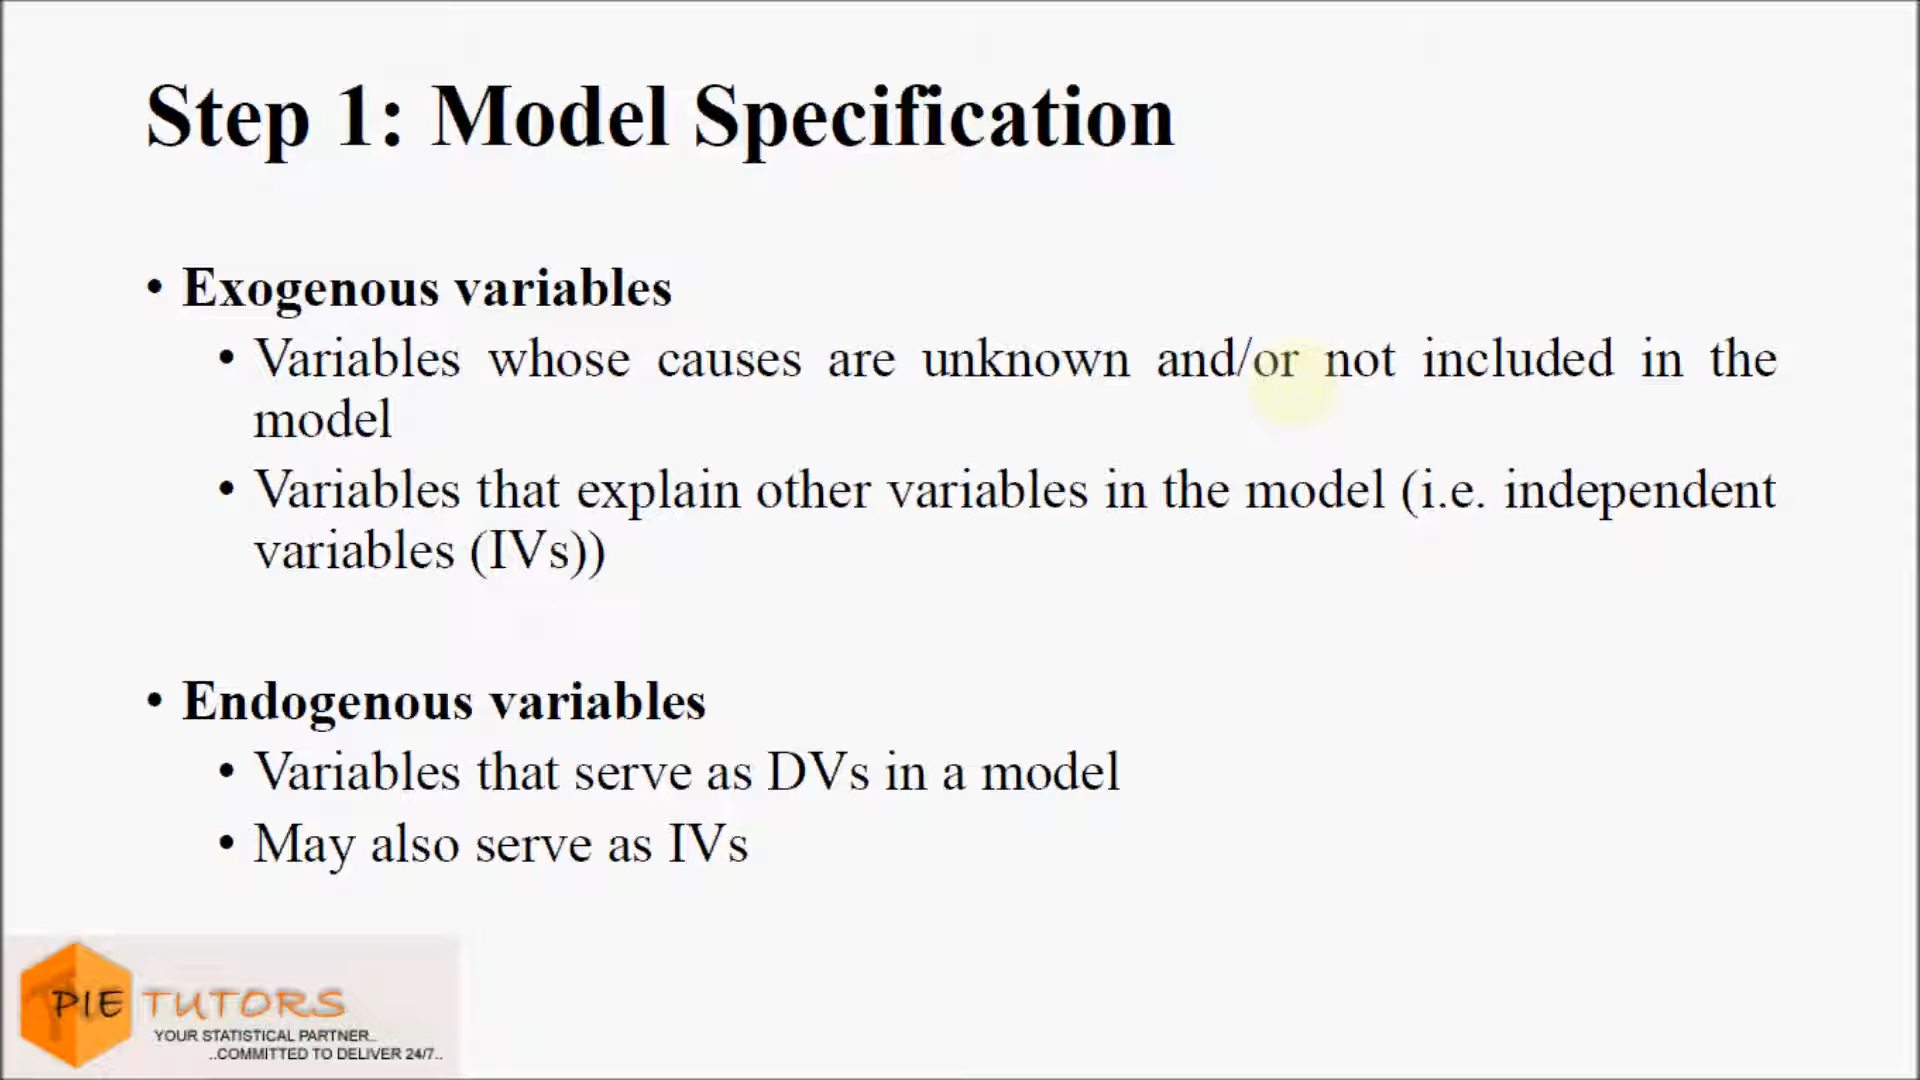 Step 1: Model Specification
• Exogenous variables
• Variables whose causes are unknown and/or not included in the
model
• Variables that explain other variables in the model (i.e. independent
variables (IVs))
• Endogenous variables
• Variables that serve as DVs in a model
• May also serve as IVs
PIE TUTORS
YOUR STATISTICAL PARTNER..
..COMMITTED TO DELIVER 24/7..